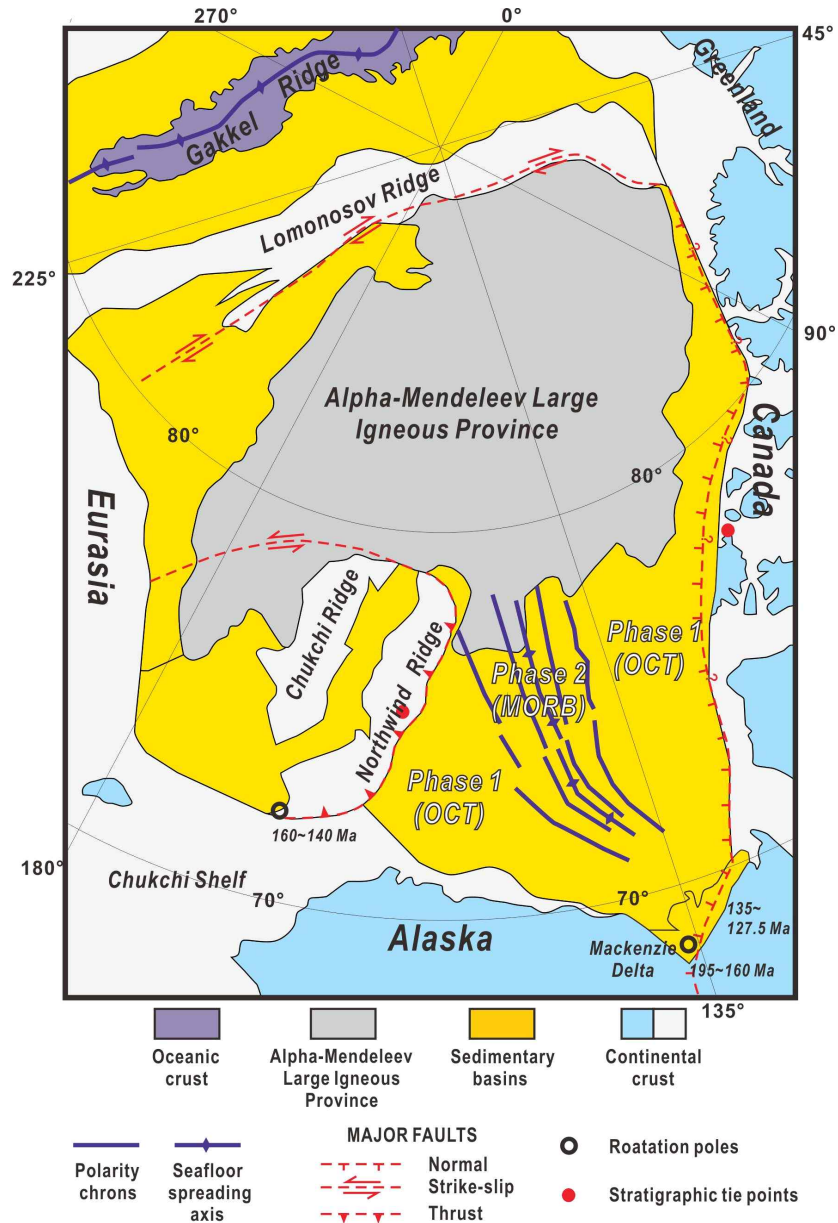 270°
0°
45°
Greenland
Gakkel Ridge
Lomonosov Ridge
225°
90°
Alpha-Mendeleev Large
Igneous Province
Canada
80°
80°
Eurasia
?
?
?
?
?
Chukchi Ridge
Northwind Ridge
Phase 1
(OCT)
Phase 2
(MORB)
Phase 1
(OCT)
160~140 Ma
180°
Chukchi Shelf
70°
70°
Alaska
135~
127.5 Ma
Mackenzie
Delta
195~160 Ma
135°
Oceanic
crust
Alpha-Mendeleev
Large Igneous
Province
Sedimentary
basins
Continental
crust
MAJOR FAULTS
Polarity
chrons
Seafloor
spreading
axis
Normal
Strike-slip
Thrust
Roatation poles
Stratigraphic tie points